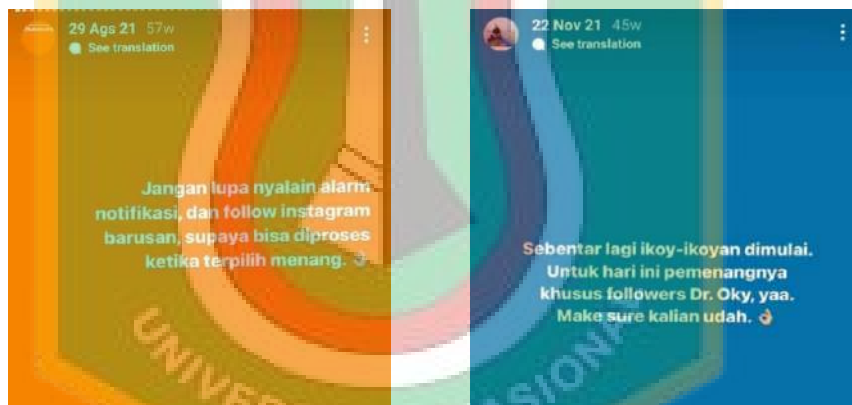 29 Ags 21 57w
See translation
Jangan lupa nyalain alarm
notifikasi, dan follow instagram
barusan, supaya bisa diproses
ketika terpilih menang. 👌🏻
22 Nov 21 45w
See translation
Sebentar lagi ikoy-ikoyan dimulai.
Untuk hari ini pemenangnya
khusus followers Dr. Oky, yaa.
Make sure kalian udah. 👌🏻